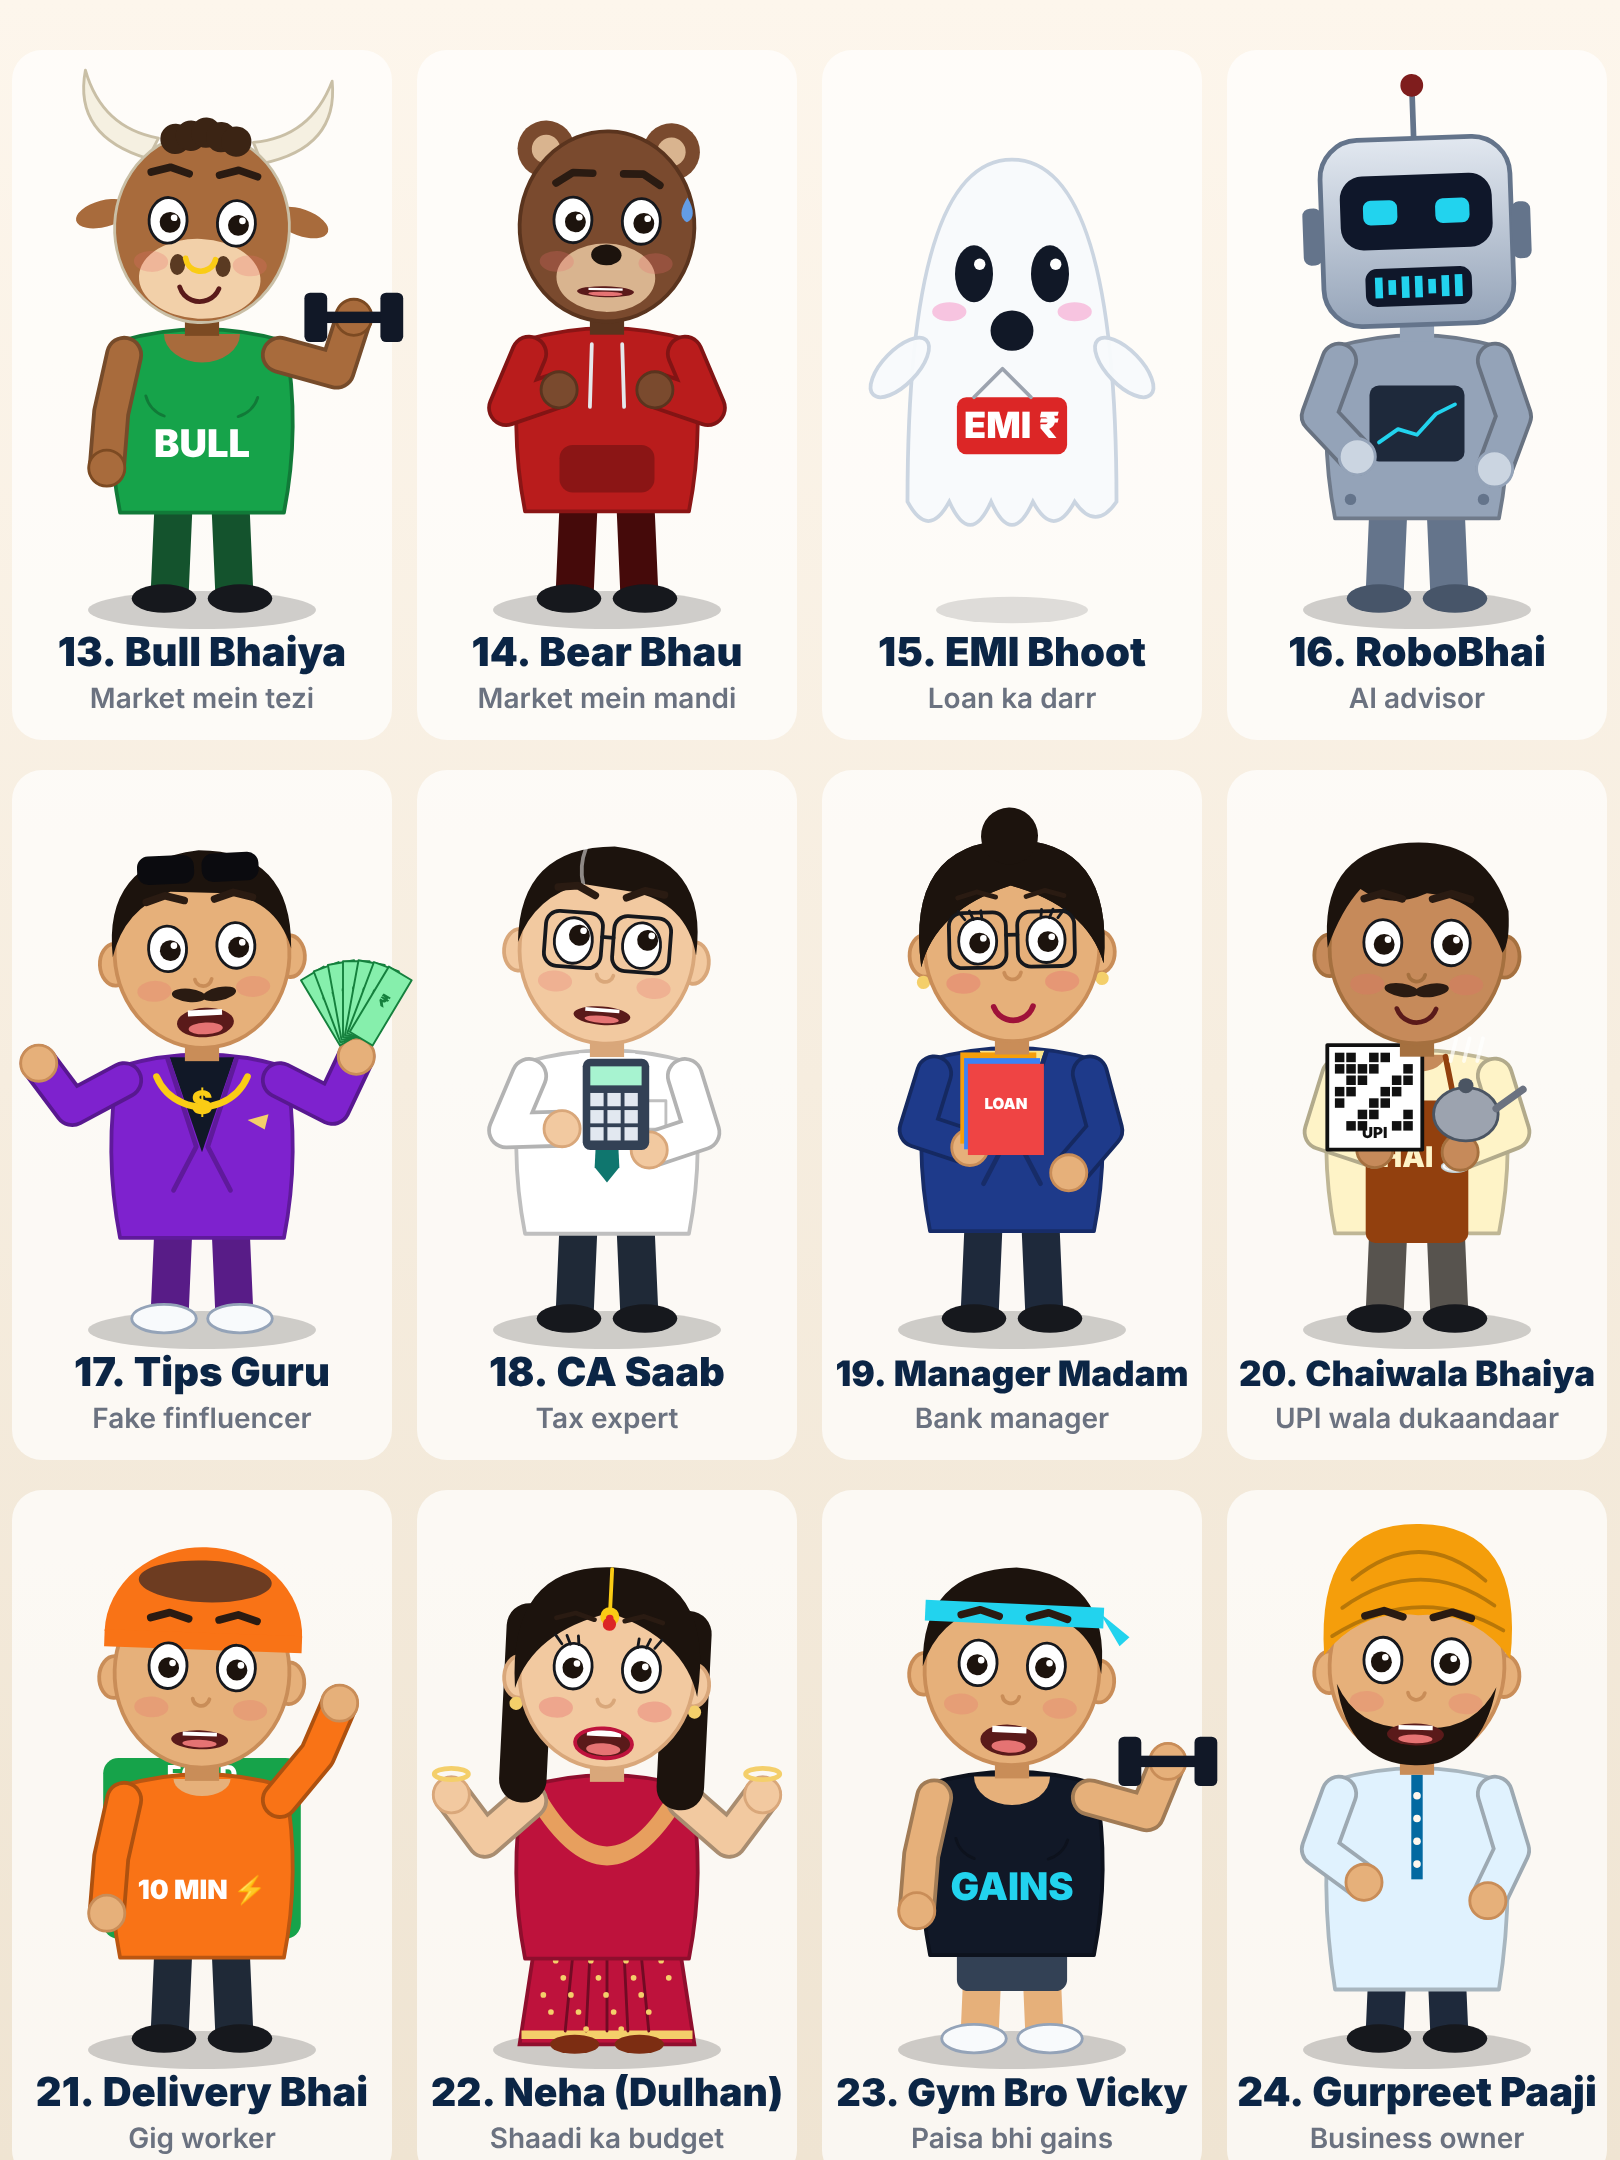 BULL
EMI ₹
13. Bull Bhaiya
14. Bear Bhau
15. EMI Bhoot
16. RoboBhai
Market mein tezi
Market mein mandi
Loan ka darr
AI advisor
$
LOAN
UPI
17. Tips Guru
18. CA Saab
19. Manager Madam
20. Chaiwala Bhaiya
Fake finfluencer
Tax expert
Bank manager
UPI wala dukaandaar
10 MIN ⚡
GAINS
21. Delivery Bhai
22. Neha (Dulhan)
23. Gym Bro Vicky
24. Gurpreet Paaji
Gig worker
Shaadi ka budget
Paisa bhi gains
Business owner